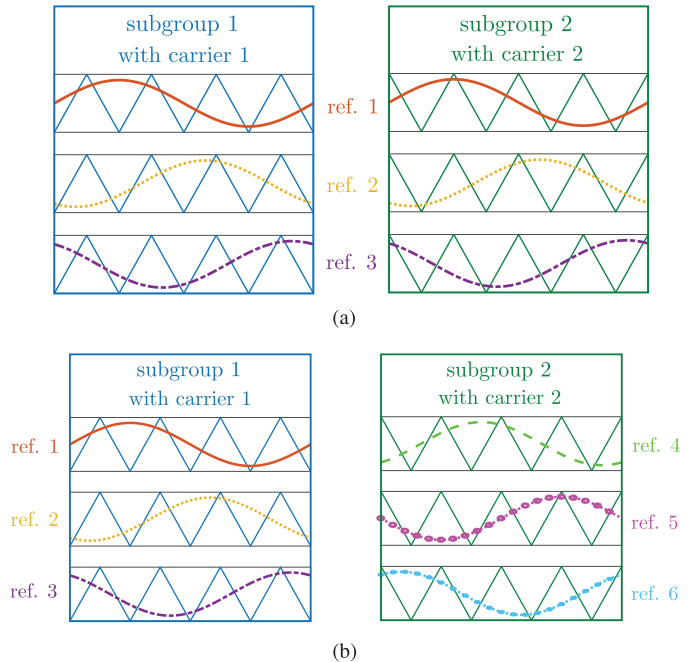 subgroup 1
with carrier 1
subgroup 2
with carrier 2
ref. 1
ref. 2
ref. 3
(a)
subgroup 1
with carrier 1
subgroup 2
with carrier 2
ref. 1
ref. 4
ref. 2
ref. 5
ref. 3
ref. 6
(b)